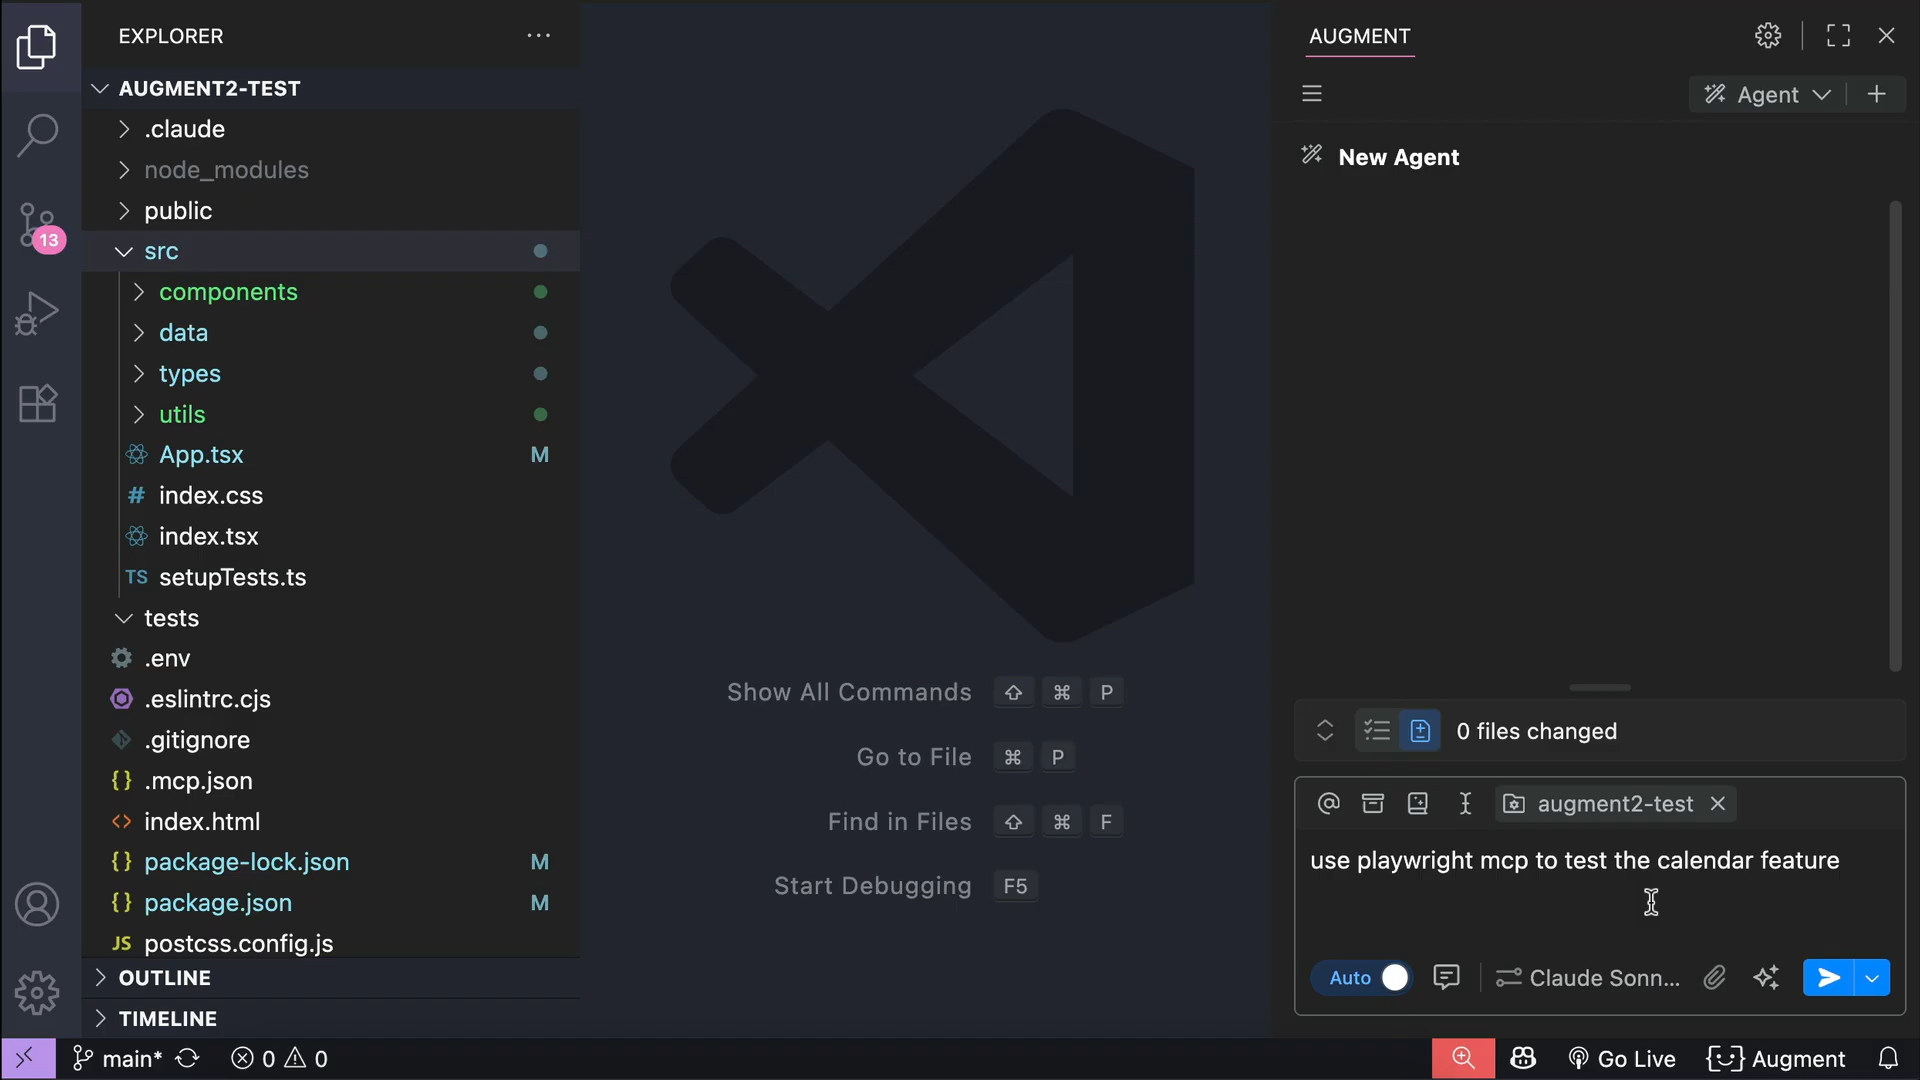 EXPLORER
AUGMENT2-TEST
.claude
node_modules
public
src
components
data
types
utils
App.tsx M
# index.css
index.tsx
TS setupTests.ts
tests
.env
.eslintrc.cjs
.gitignore
{} .mcp.json
<> index.html
{} package-lock.json M
{} package.json M
JS postcss.config.js
OUTLINE
TIMELINE
13
Show All Commands ⇧ ⌘ P
Go to File ⌘ P
Find in Files ⇧ ⌘ F
Start Debugging F5
AUGMENT
Agent
New Agent
0 files changed
@ augment2-test
use playwright mcp to test the calendar feature
Auto Claude Sonn...
main* 0 0
Go Live Augment